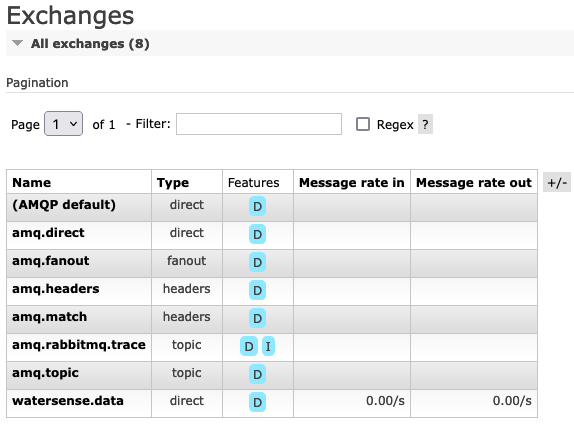 Exchanges
All exchanges (8)
Pagination
Page 1 of 1 - Filter: Regex ?
Name Type Features Message rate in Message rate out +/-
(AMQP default) direct D
amq.direct direct D
amq.fanout fanout D
amq.headers headers D
amq.match headers D
amq.rabbitmq.trace topic D I
amq.topic topic D
watersense.data direct D 0.00/s 0.00/s